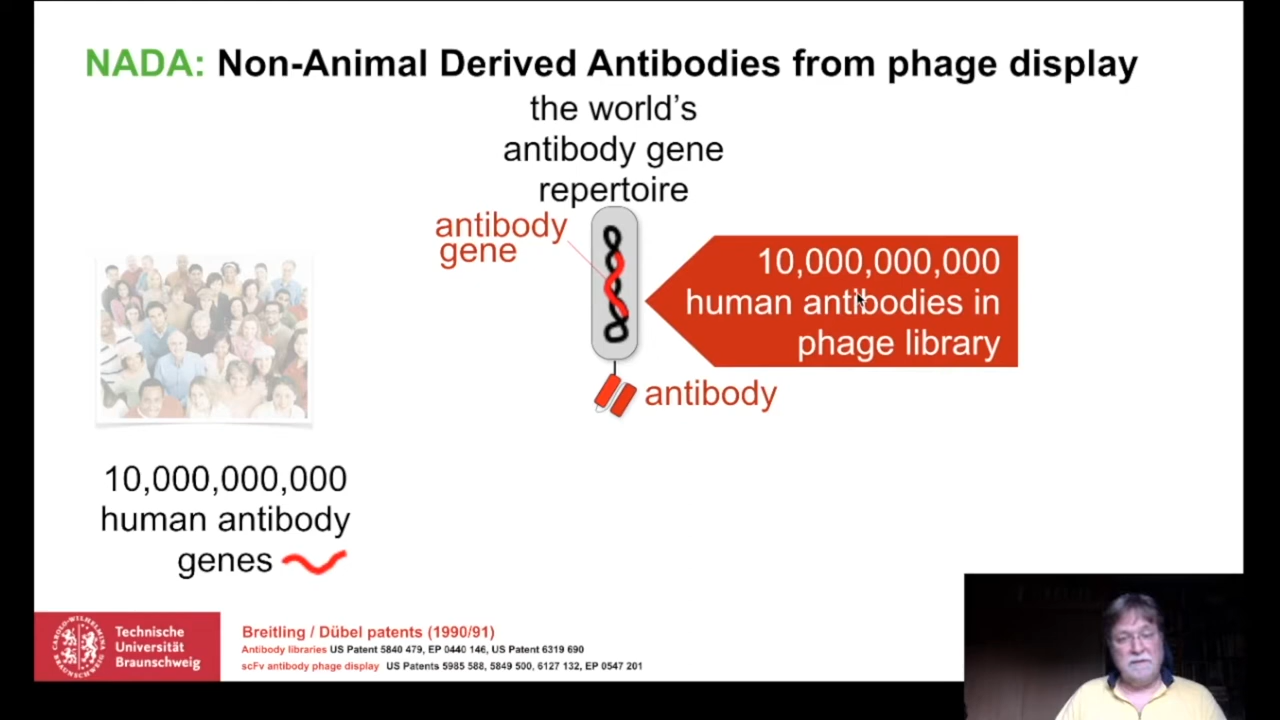 NADA: Non-Animal Derived Antibodies from phage display
the world's
antibody gene
repertoire
antibody
gene
10,000,000,000
human antibodies in
phage library
antibody
10,000,000,000
human antibody
genes
Technische
Universität
Braunschweig
Breitling / Dübel patents (1990/91)
Antibody libraries US Patent 5840 479, EP 0440 146, US Patent 6319 690
scFv antibody phage display US Patents 5985 588, 5849 500, 6127 132, EP 0547 201